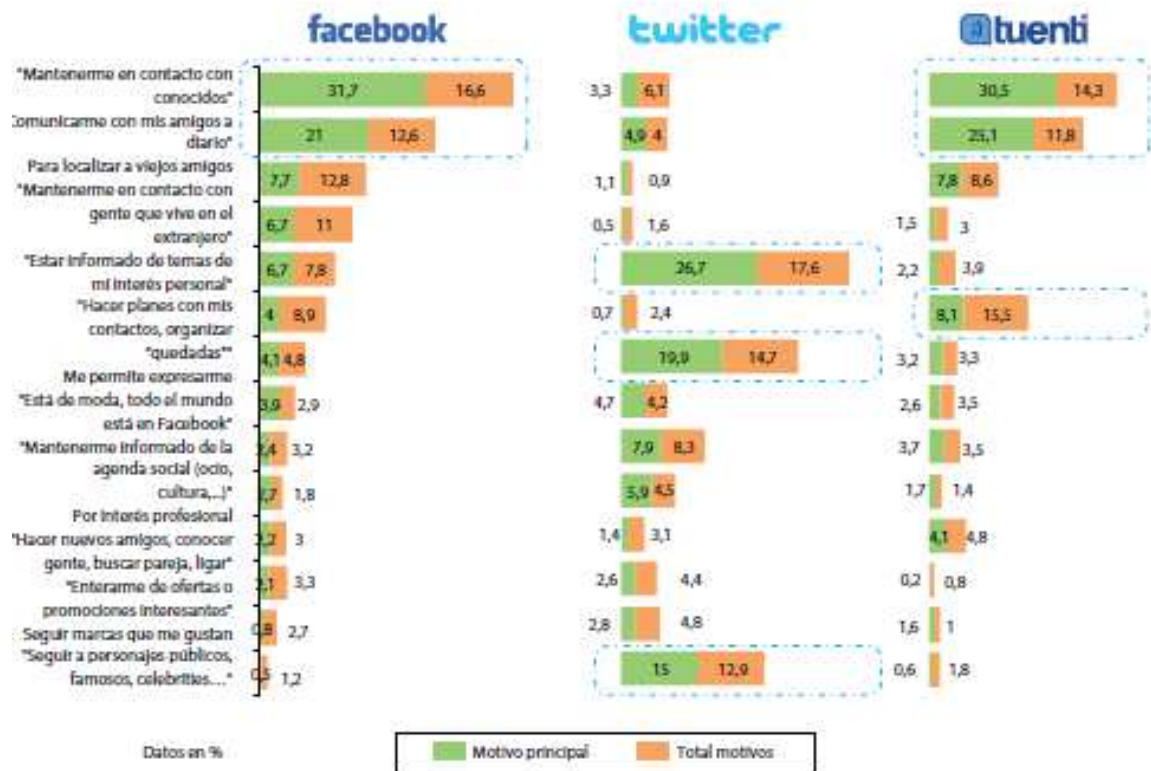 facebook
twitter
tuenti
"Mantenerme en contacto con
conocidos"
Comunicarme con mis amigos a
diario"
Para localizar a viejos amigos
"Mantenerme en contacto con
gente que vive en el
extranjero"
"Estar informado de temas de
mi interés personal"
"Hacer planes con mis
contactos, organizar
"quedadas""
Me permite expresarme
"Está de moda, todo el mundo
está en Facebook"
"Mantenerme informado de la
agenda social (ocio,
cultura,..)"
Por interés profesional
"Hacer nuevos amigos, conocer
gente, buscar pareja, ligar"
"Enterarme de ofertas o
promociones interesantes"
Seguir marcas que me gustan
"Seguir a personajes públicos,
famosos, celebrities...."
31,7 16,6
21 12,6
7,7 12,8
6,7 11
6,7 7,8
4 8,9
4,1 4,8
3,9 2,9
2,4 3,2
2,7 1,8
2,2 3
2,1 3,3
0,8 2,7
0,5 1,2
3,3 6,1
4,9 4
1,1 0,9
0,5 1,6
26,7 17,6
0,7 2,4
19,9 14,7
4,7 4,2
7,9 8,3
5,9 4,5
1,4 3,1
2,6 4,4
2,8 4,8
15 12,9
30,5 14,3
25,1 11,8
7,8 8,6
1,5 3
2,2 3,9
8,1 15,5
3,2 3,3
2,6 3,5
3,7 3,5
1,7 1,4
4,1 4,8
0,2 0,8
1,6 1
0,6 1,8
Datos en %
Motivo principal
Total motivos